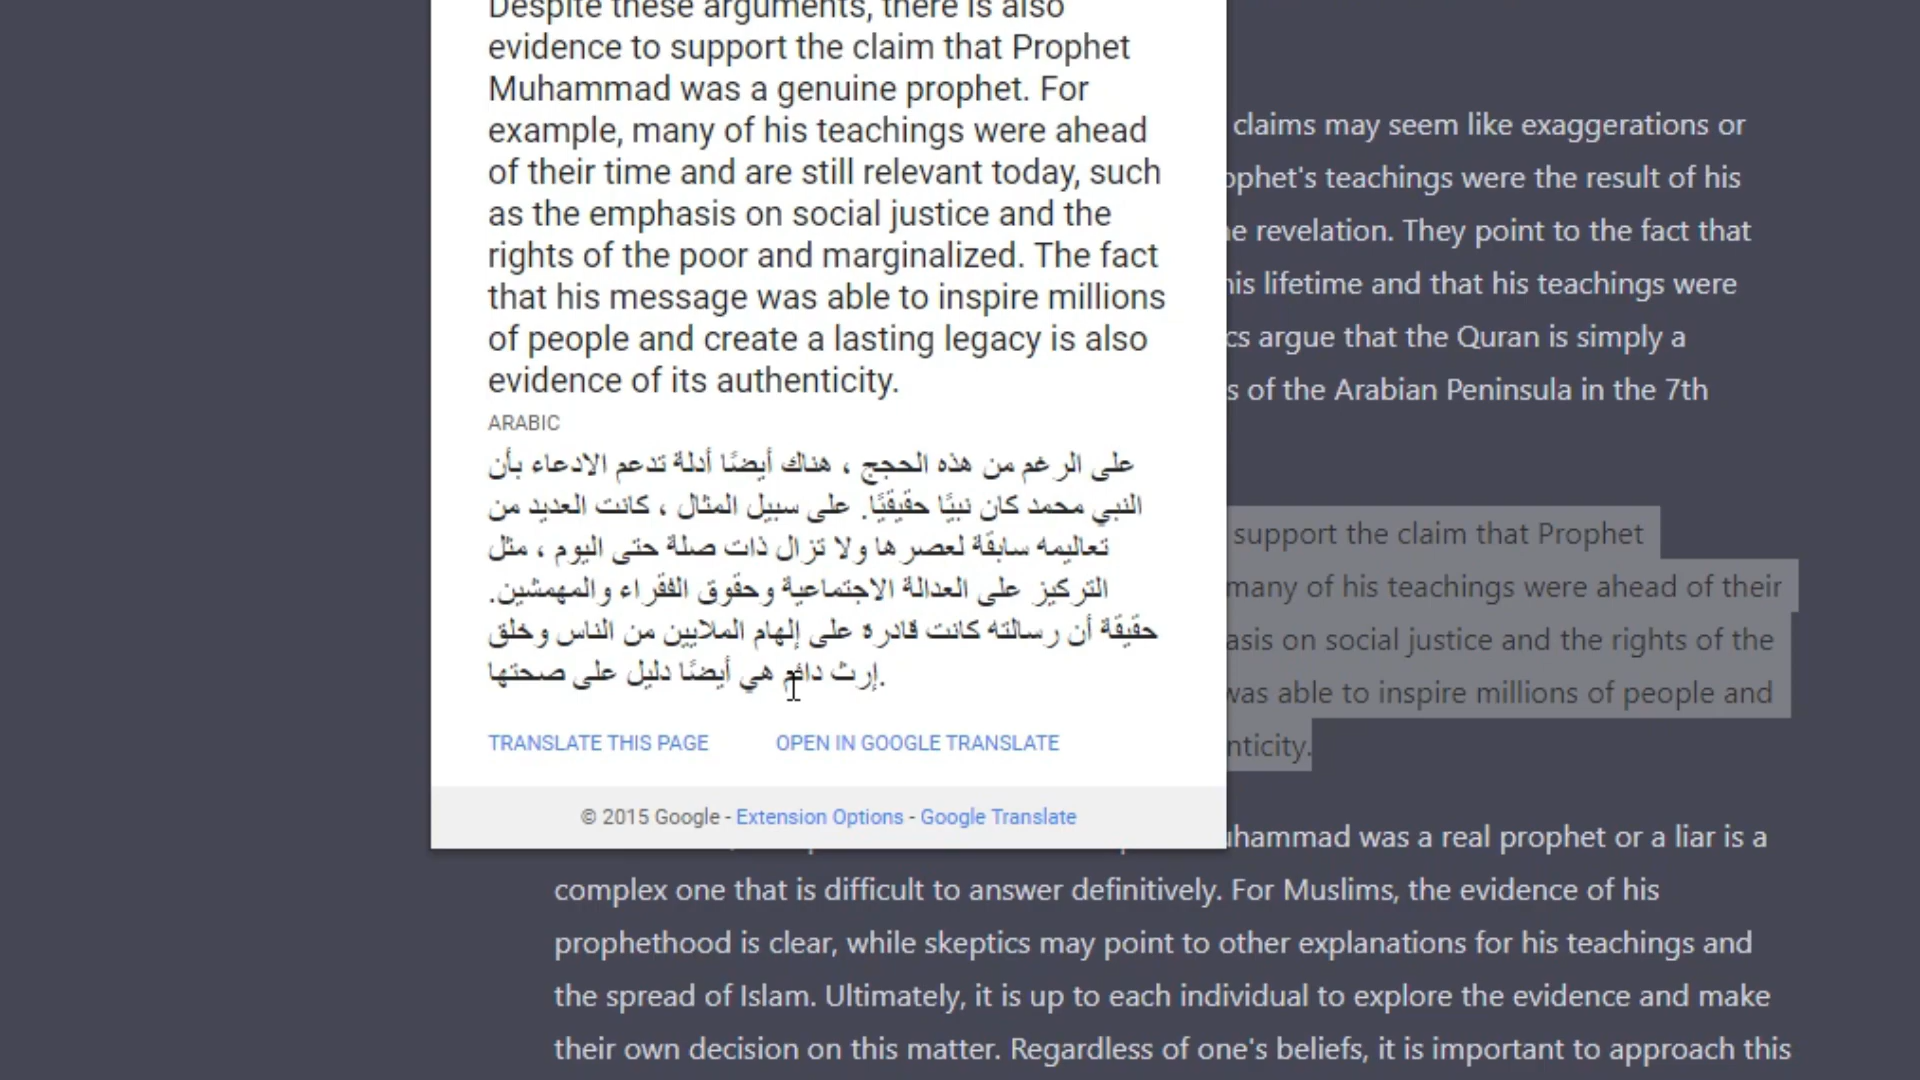 Despite these arguments, there is also
evidence to support the claim that Prophet
Muhammad was a genuine prophet. For
example, many of his teachings were ahead
of their time and are still relevant today, such
as the emphasis on social justice and the
rights of the poor and marginalized. The fact
that his message was able to inspire millions
of people and create a lasting legacy is also
evidence of its authenticity.
ARABIC
على الرغم من هذه الحجج ، هناك أيضًا أدلة تدعم الادعاء بأن
النبي محمد كان نبيًا حقيقيًا. على سبيل المثال ، كانت العديد من
تعاليمه سابقة لعصرها ولا تزال ذات صلة حتى اليوم ، مثل
التركيز على العدالة الاجتماعية وحقوق الفقراء والمهمشين.
حقيقة أن رسالته كانت قادرة على إلهام الملايين من الناس وخلق
إرث دائم هي أيضًا دليل على صحتها.
TRANSLATE THIS PAGE OPEN IN GOOGLE TRANSLATE
© 2015 Google - Extension Options - Google Translate
claims may seem like exaggerations or
teachings were the result of his
revelation. They point to the fact that
lifetime and that his teachings were
argue that the Quran is simply a
of the Arabian Peninsula in the 7th
support the claim that Prophet
many of his teachings were ahead of their
on social justice and the rights of the
was able to inspire millions of people and
was a real prophet or a liar is a
complex one that is difficult to answer definitively. For Muslims, the evidence of his
prophethood is clear, while skeptics may point to other explanations for his teachings and
the spread of Islam. Ultimately, it is up to each individual to explore the evidence and make
their own decision on this matter. Regardless of one's beliefs, it is important to approach this